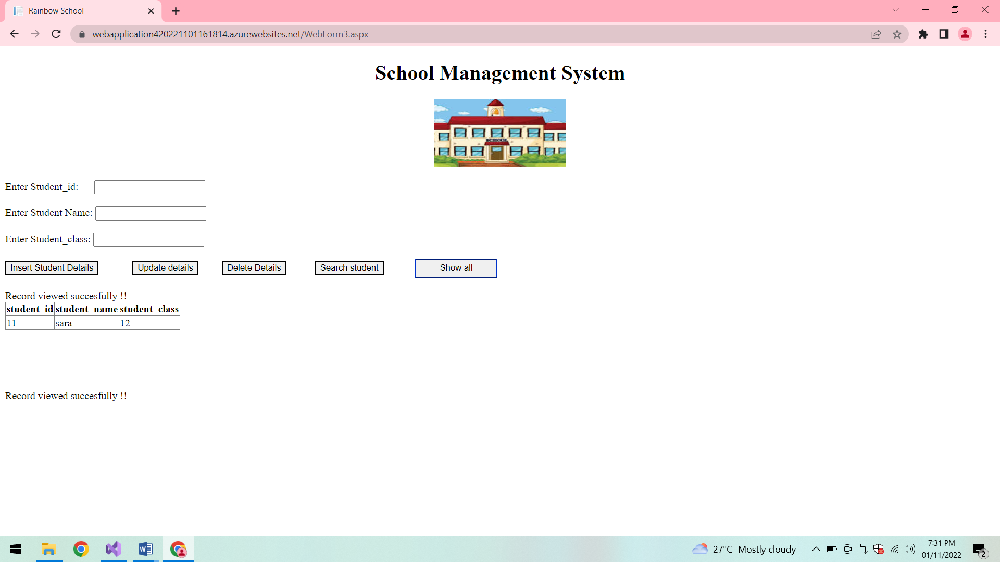 Rainbow School
webapplication420221101161814.azurewebsites.net/WebForm3.aspx
School Management System
SCHOOL
Enter Student_id:
Enter Student Name:
Enter Student_class:
Insert Student Details Update details Delete Details Search student Show all
Record viewed succesfully !!
student_id student_name student_class
11 sara 12
Record viewed succesfully !!
27°C Mostly cloudy
7:31 PM
01/11/2022
2